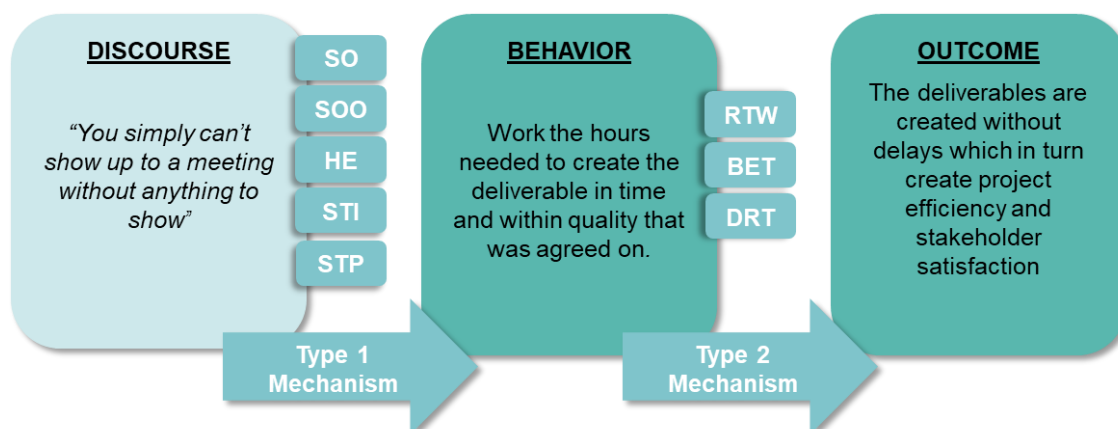 DISCOURSE
“You simply can’t
show up to a meeting
without anything to
show”
SO
SOO
HE
STI
STP
Type 1
Mechanism
BEHAVIOR
Work the hours
needed to create the
deliverable in time
and within quality that
was agreed on.
RTW
BET
DRT
Type 2
Mechanism
OUTCOME
The deliverables are
created without
delays which in turn
create project
efficiency and
stakeholder
satisfaction